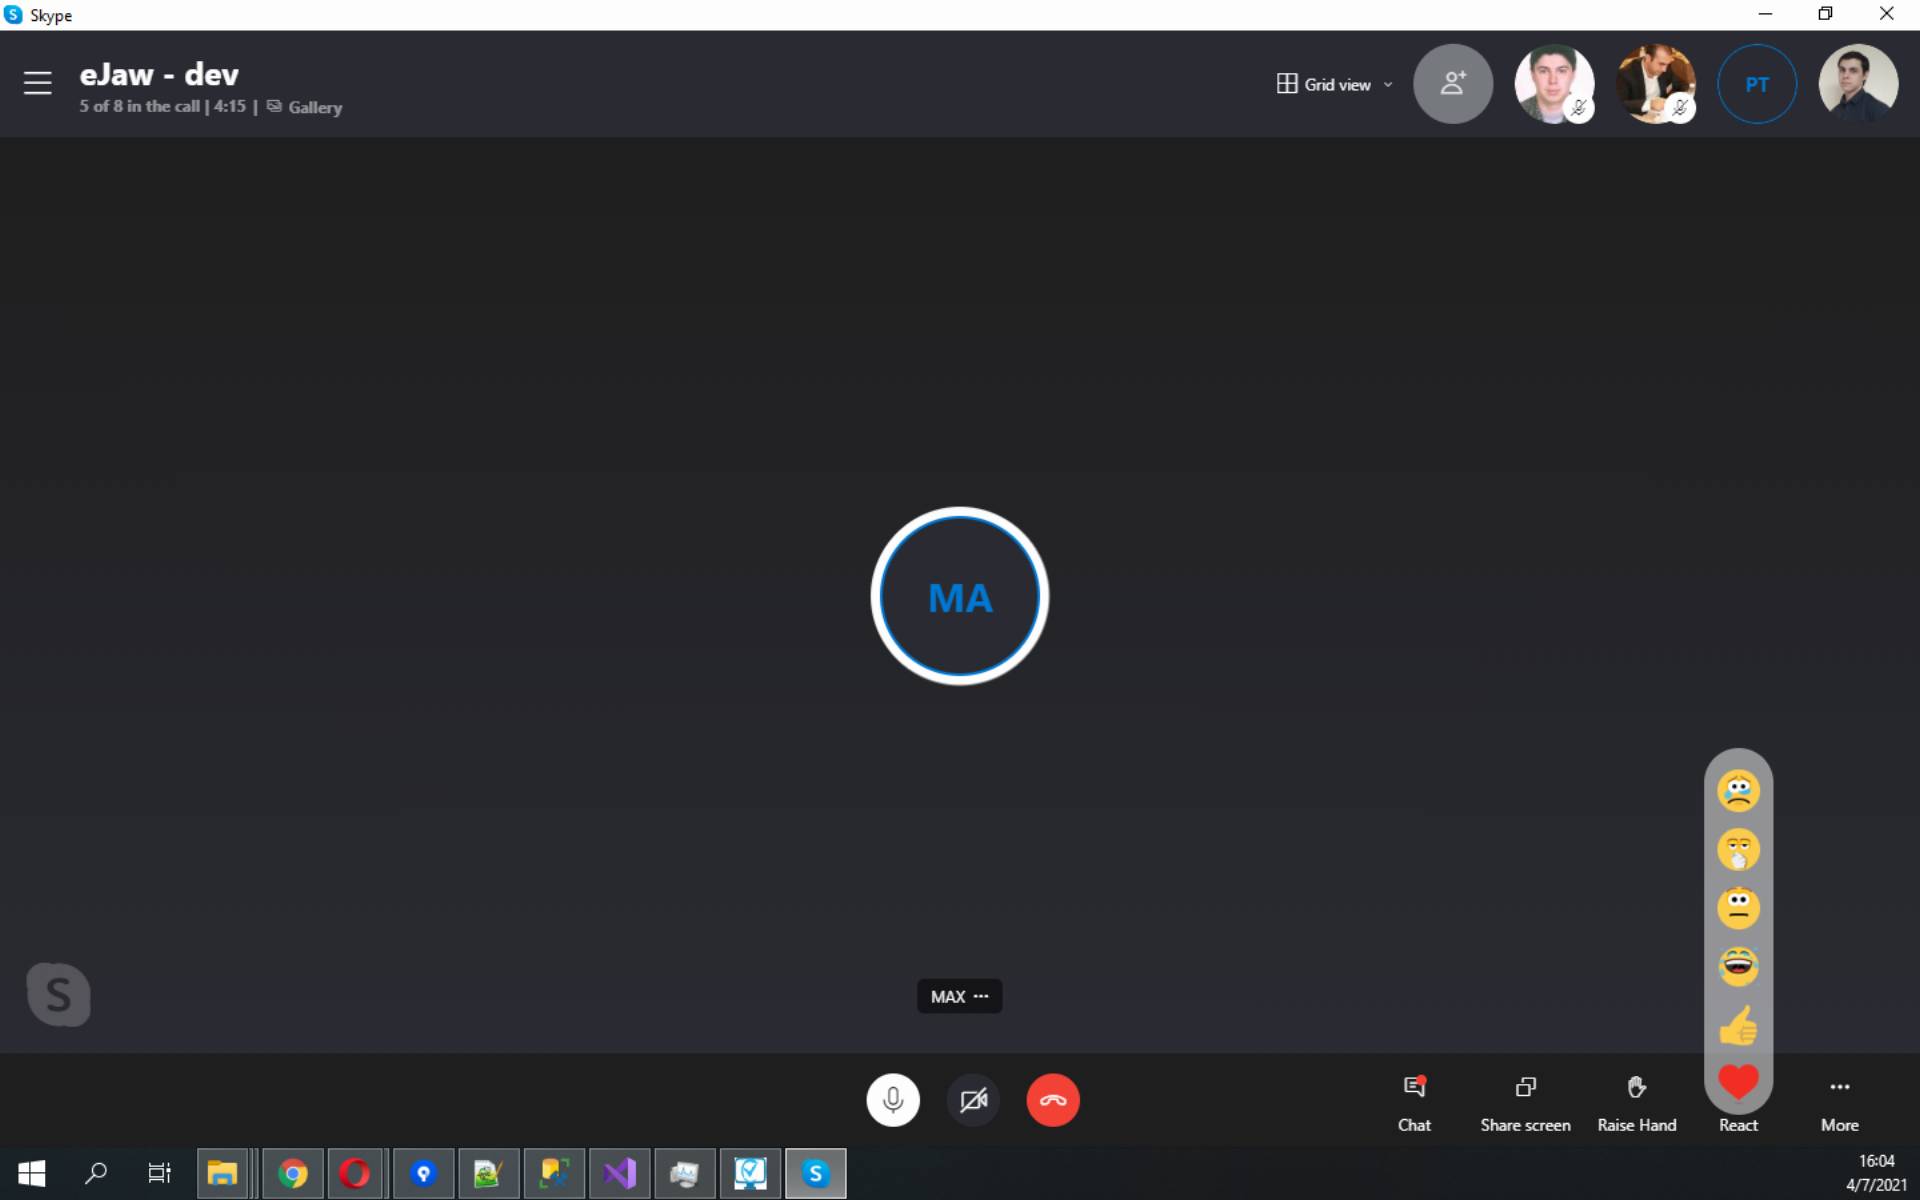 Skype
eJaw - dev
5 of 8 in the call | 4:15 | Gallery
Grid view
PT
MA
S
MAX ···
Chat
Share screen
Raise Hand
React
More
S
16:04
4/7/2021